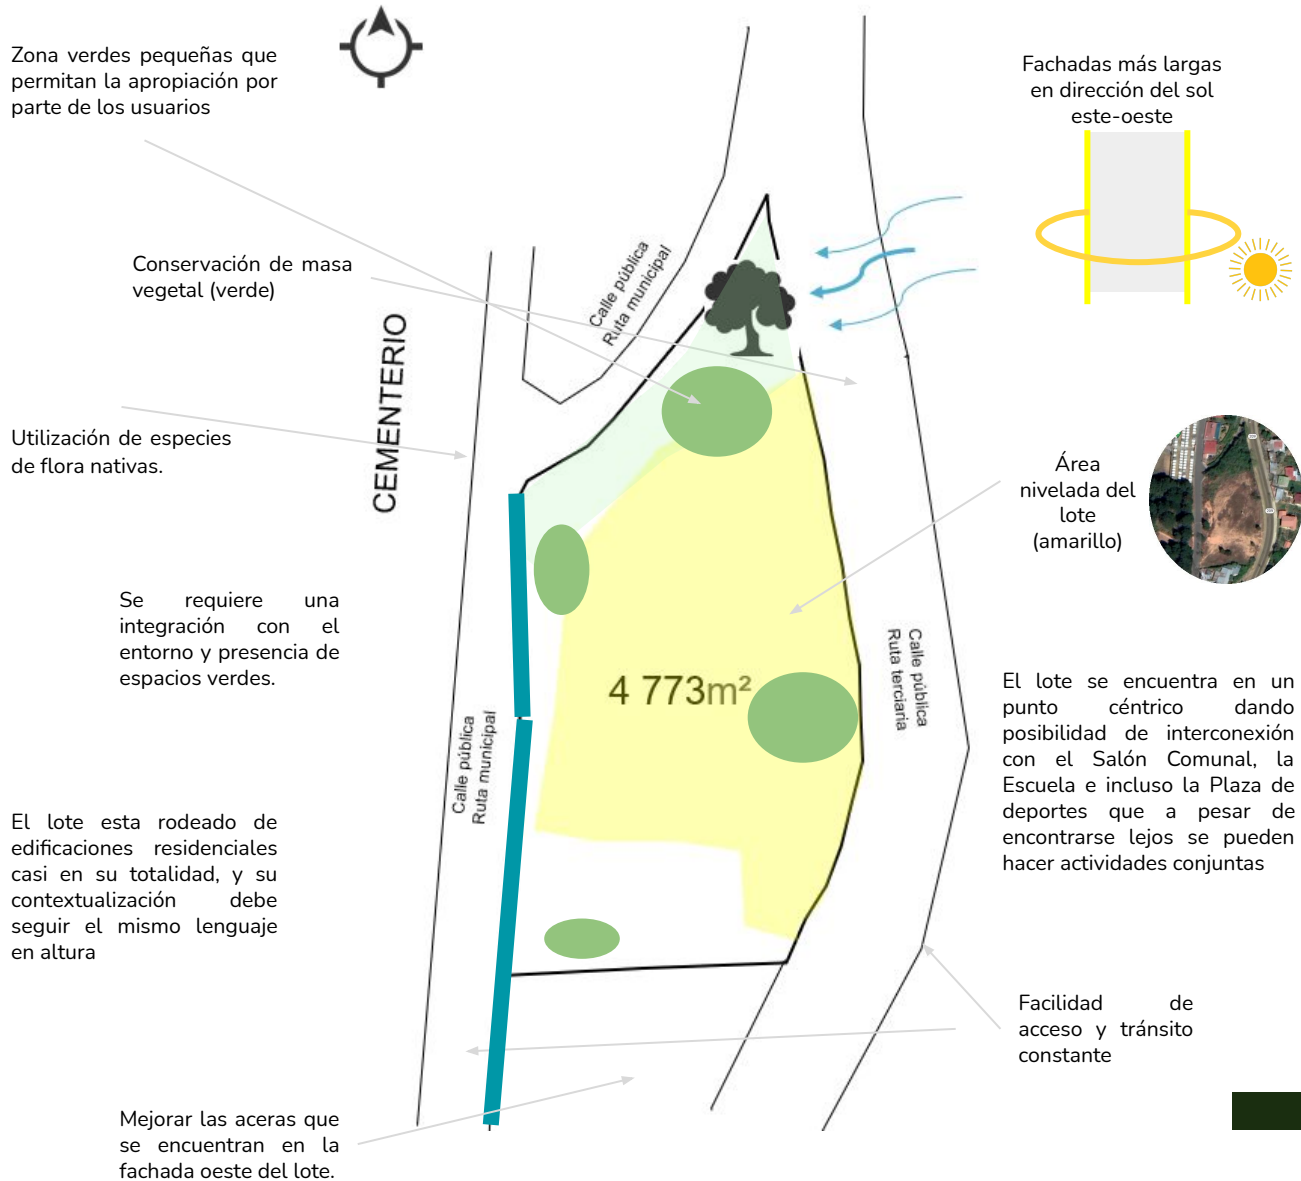 Zona verdes pequeñas que
permitan la apropiación por
parte de los usuarios
Fachadas más largas
en dirección del sol
este-oeste
Conservación de masa
vegetal (verde)
Calle pública
Ruta municipal
CEMENTERIO
Utilización de especies
de flora nativas.
Área
nivelada del
lote
(amarillo)
Se requiere una
integración con el
entorno y presencia de
espacios verdes.
4 773m²
Calle pública
Ruta terciaria
Calle pública
Ruta municipal
El lote se encuentra en un
punto céntrico dando
posibilidad de interconexión
con el Salón Comunal, la
Escuela e incluso la Plaza de
deportes que a pesar de
encontrarse lejos se pueden
hacer actividades conjuntas
El lote esta rodeado de
edificaciones residenciales
casi en su totalidad, y su
contextualización debe
seguir el mismo lenguaje
en altura
Facilidad de
acceso y tránsito
constante
Mejorar las aceras que
se encuentran en la
fachada oeste del lote.